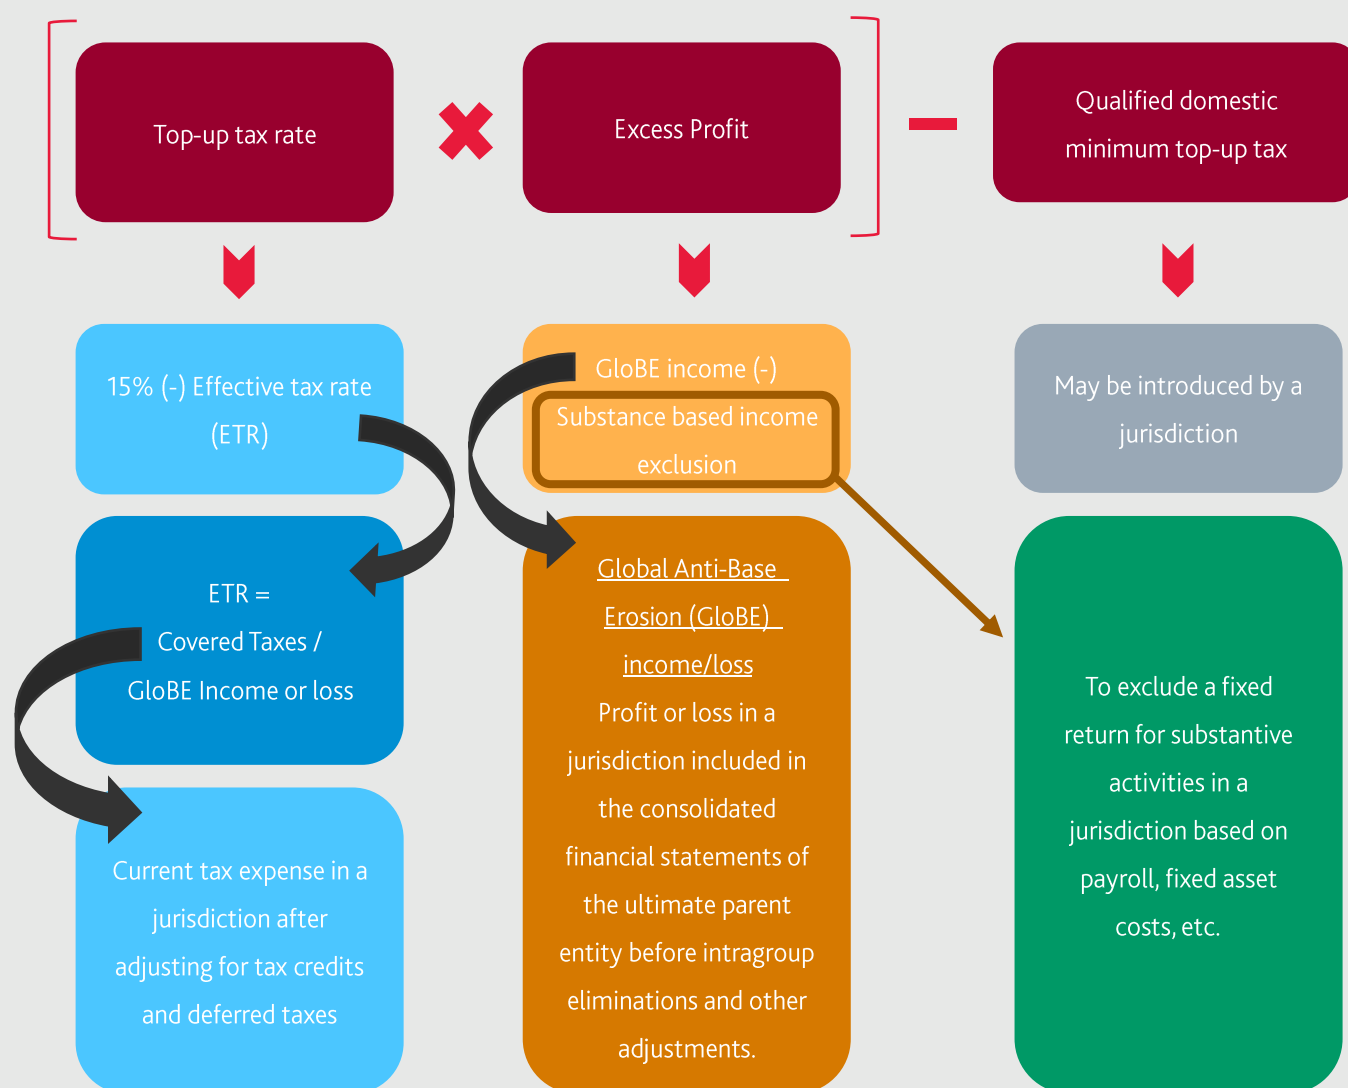 Top-up tax rate
Excess Profit
Qualified domestic
minimum top-up tax
15% (-) Effective tax rate
(ETR)
GloBE income (-)
Substance based income
exclusion
May be introduced by a
jurisdiction
ETR =
Covered Taxes /
GloBE Income or loss
Current tax expense in a
jurisdiction after
adjusting for tax credits
and deferred taxes
Global Anti-Base
Erosion (GloBE)
income/loss
Profit or loss in a
jurisdiction included in
the consolidated
financial statements of
the ultimate parent
entity before intragroup
eliminations and other
adjustments.
To exclude a fixed
return for substantive
activities in a
jurisdiction based on
payroll, fixed asset
costs, etc.